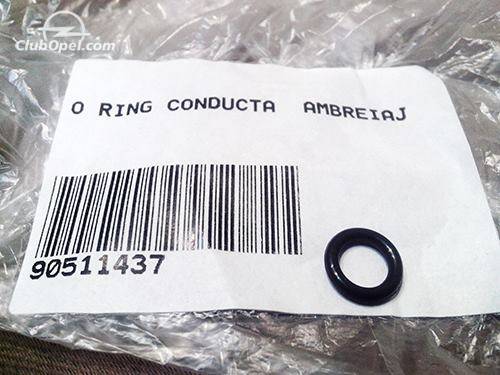 ClubOpel.com
O RING CONDUCTA AMBREIAJ
90511437